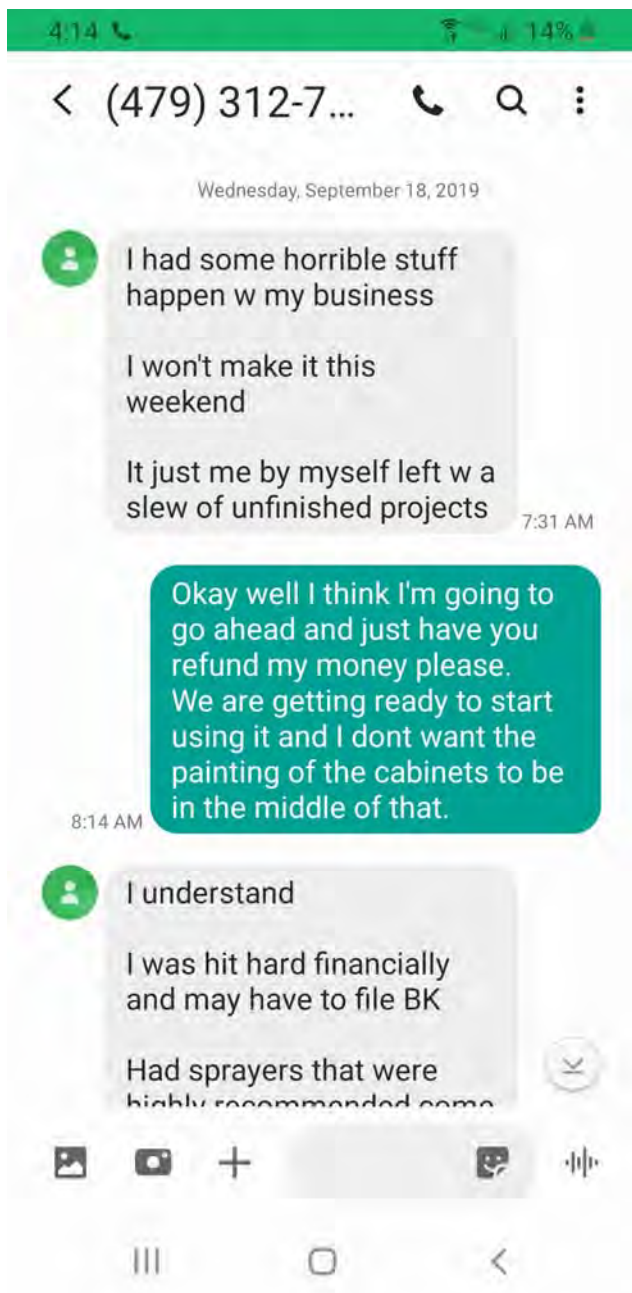 4:14 14%
(479) 312-7...
Wednesday, September 18, 2019
I had some horrible stuff
happen w my business
I won't make it this
weekend
It just me by myself left w a
slew of unfinished projects
7:31 AM
Okay well I think I'm going to
go ahead and just have you
refund my money please.
We are getting ready to start
using it and I dont want the
painting of the cabinets to be
in the middle of that.
8:14 AM
I understand
I was hit hard financially
and may have to file BK
Had sprayers that were
highly recommended come